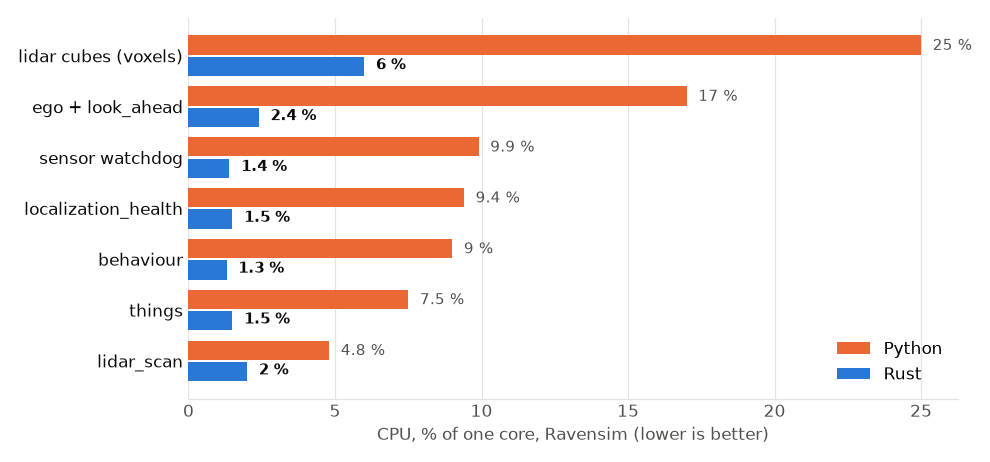 lidar cubes (voxels)
25 %
6 %
ego + look_ahead
17 %
2.4 %
sensor watchdog
9.9 %
1.4 %
localization_health
9.4 %
1.5 %
behaviour
9 %
1.3 %
things
7.5 %
1.5 %
lidar_scan
4.8 %
2 %
Python
Rust
0 5 10 15 20 25
CPU, % of one core, Ravensim (lower is better)